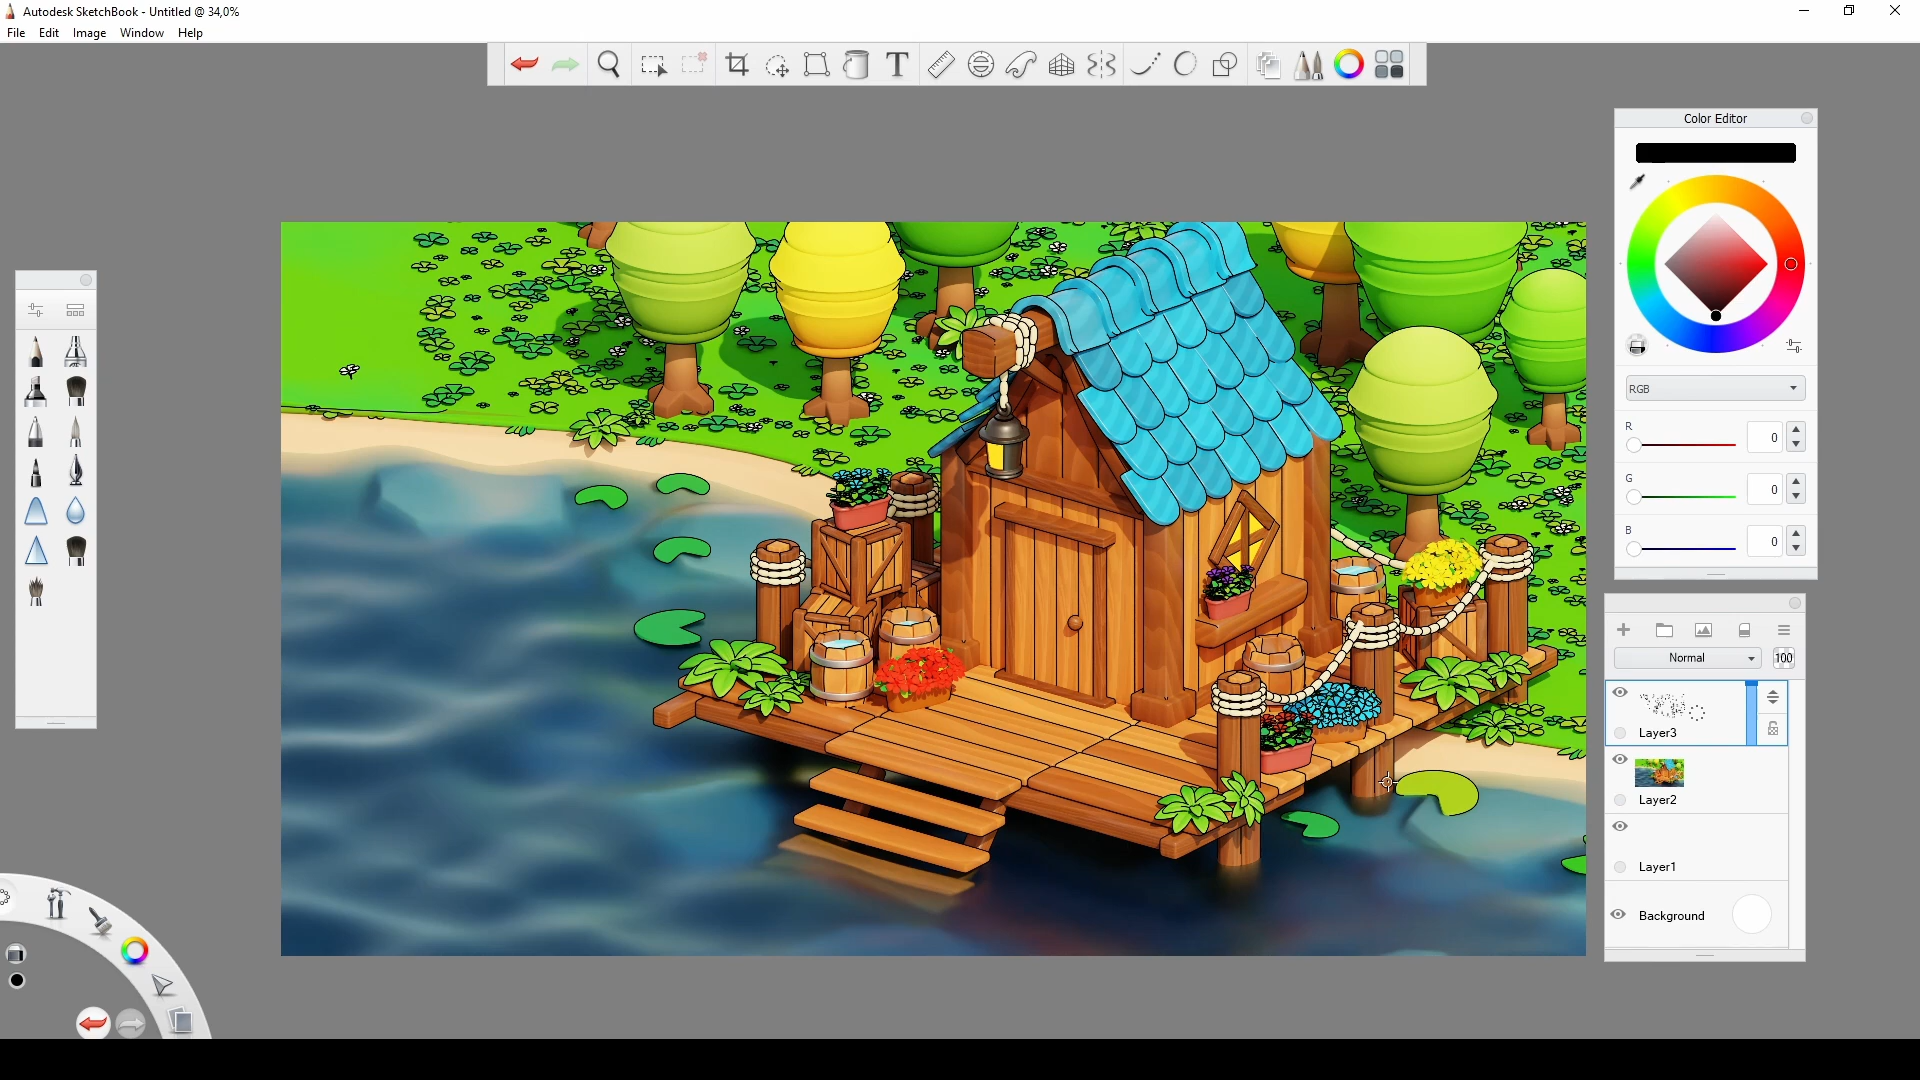 Autodesk SketchBook - Untitled @ 34,0%
File Edit Image Window Help
T
Color Editor
RGB
R 0
G 0
B 0
Normal 100
Layer3
Layer2
Layer1
Background